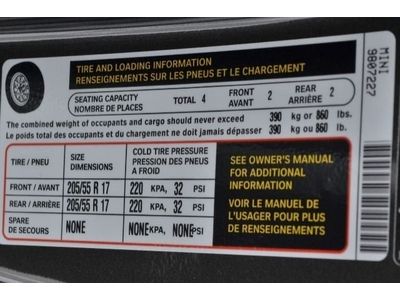 TIRE AND LOADING INFORMATION
RENSEIGNEMENTS SUR LES PNEUS ET LE CHARGEMENT
SEATING CAPACITY
NOMBRE DE PLACES
TOTAL 4
FRONT
AVANT 2
REAR
ARRIÈRE 2
The combined weight of occupants and cargo should never exceed 390 kg or 860 lbs.
Le poids total des occupants et du chargement ne doit jamais dépasser 390 kg ou 860 lb.
TIRE / PNEU
SIZE
DIMENSIONS
COLD TIRE PRESSURE
PRESSION DES PNEUS
A FROID
FRONT / AVANT 205/55 R 17 220 KPA, 32 PSI
REAR / ARRIÈRE 205/55 R 17 220 KPA, 32 PSI
SPARE
DE SECOURS
NONE NONE KPA, NONE PSI
SEE OWNER'S MANUAL
FOR ADDITIONAL
INFORMATION
VOIR LE MANUEL DE
L'USAGER POUR PLUS
DE RENSEIGNEMENTS
MINI
9807227